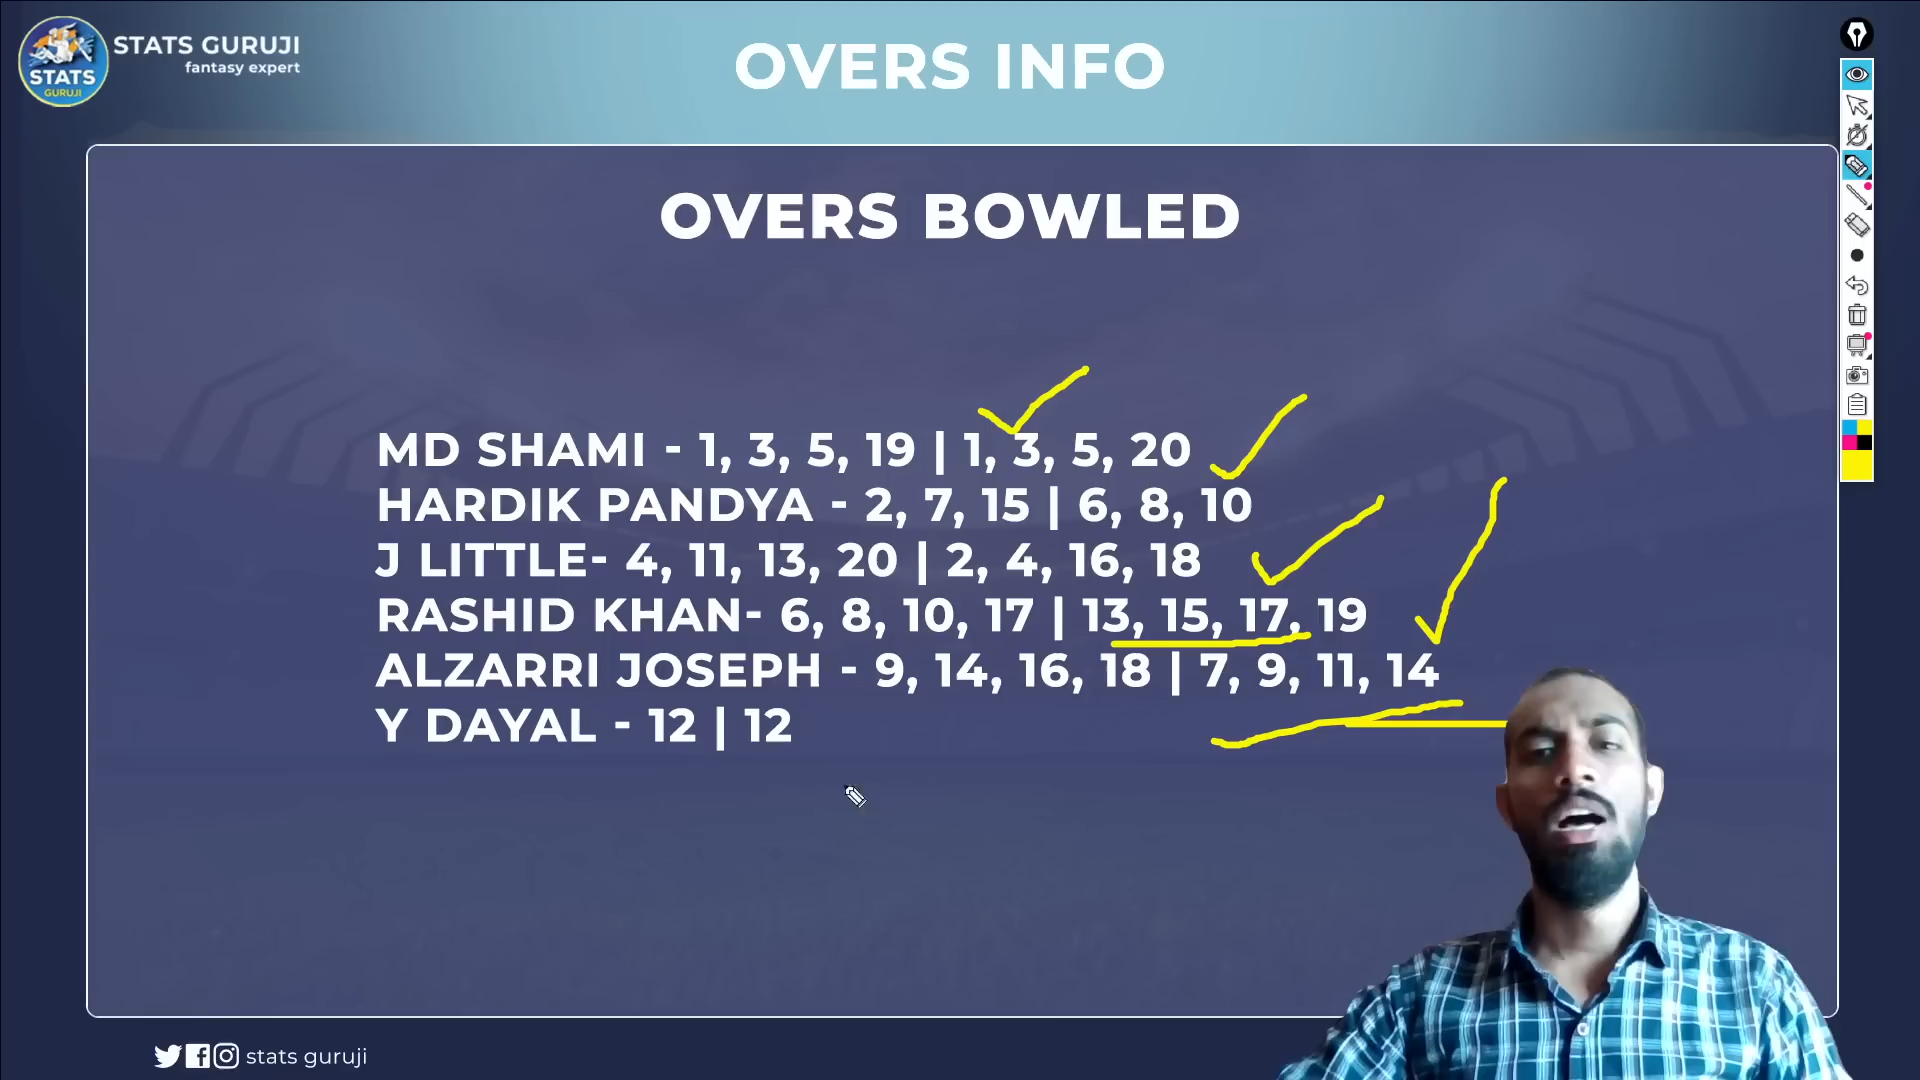 STATS GURUJI
fantasy expert
STATS
GURUJI
OVERS INFO
OVERS BOWLED
MD SHAMI - 1, 3, 5, 19 | 1, 3, 5, 20
HARDIK PANDYA - 2, 7, 15 | 6, 8, 10
J LITTLE- 4, 11, 13, 20 | 2, 4, 16, 18
RASHID KHAN- 6, 8, 10, 17 | 13, 15, 17, 19
ALZARRI JOSEPH - 9, 14, 16, 18 | 7, 9, 11, 14
Y DAYAL - 12 | 12
stats guruji